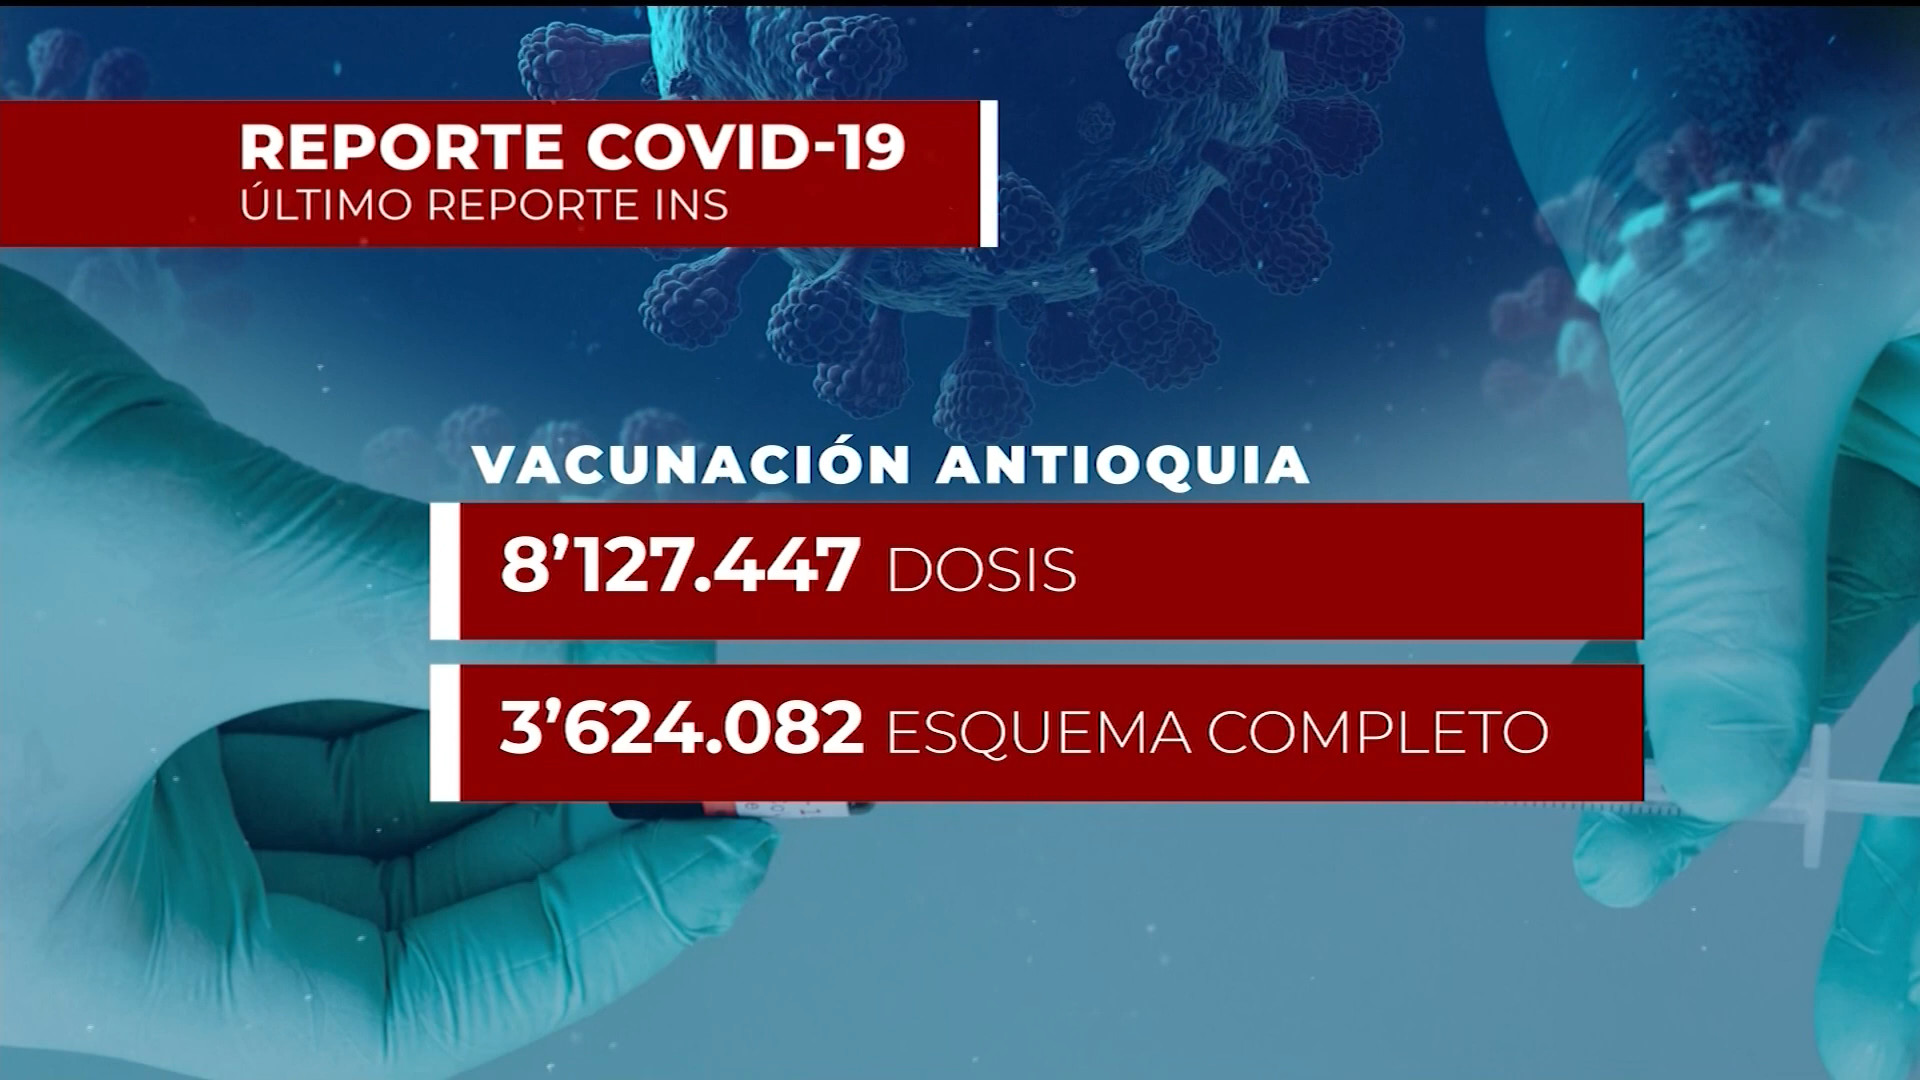 REPORTE COVID-19
ÚLTIMO REPORTE INS
VACUNACIÓN ANTIOQUIA
8’127.447 DOSIS
3’624.082 ESQUEMA COMPLETO